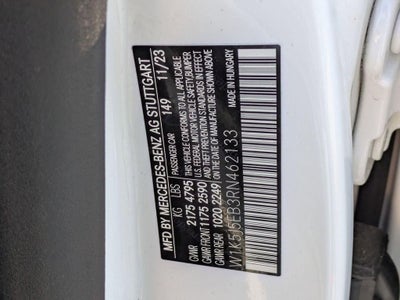 MFD BY MERCEDES-BENZ AG STUTTGART
PASSENGER CAR 149 11/23
KG LBS
GVWR 2175 4795
GAWR FRONT 1175 2590
GAWR REAR 1020 2249
THIS VEHICLE CONFORMS TO ALL APPLICABLE
U.S. FEDERAL MOTOR VEHICLE SAFETY, BUMPER
AND THEFT PREVENTION STANDARDS IN EFFECT
ON THE DATE OF MANUFACTURE SHOWN ABOVE
W1K5J5EB3RN462133
MADE IN HUNGARY